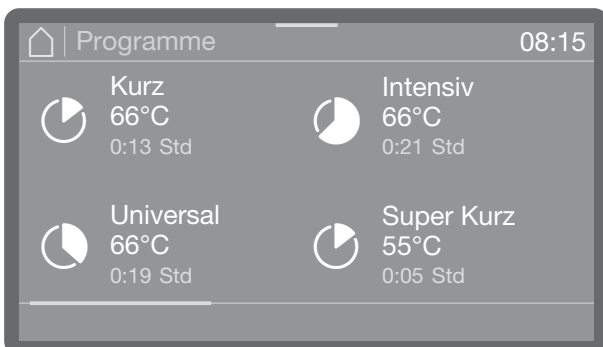 Programme 08:15
Kurz
66°C
0:13 Std
Intensiv
66°C
0:21 Std
Universal
66°C
0:19 Std
Super Kurz
55°C
0:05 Std